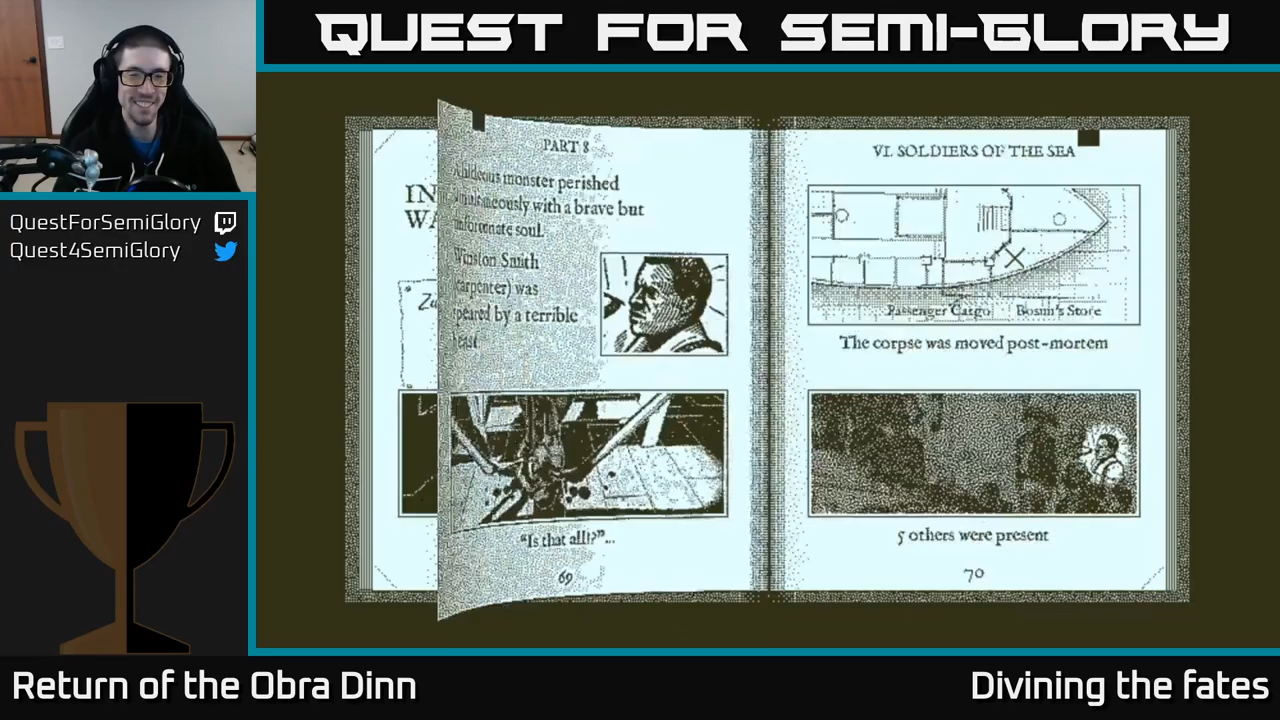 QUEST FOR SEMI-GLORY
QuestForSemiGlory
Quest4SemiGlory
IN
WA
PART 8
hideous monster perished
simultaneously with a brave but
unfortunate soul.
Winston Smith
(carpenter) was
speared by a terrible
beast.
"Is that all!?"...
69
VI. SOLDIERS OF THE SEA
Passenger Cargo
Bosun's Store
The corpse was moved post-mortem
5 others were present
70
Return of the Obra Dinn
Divining the fates